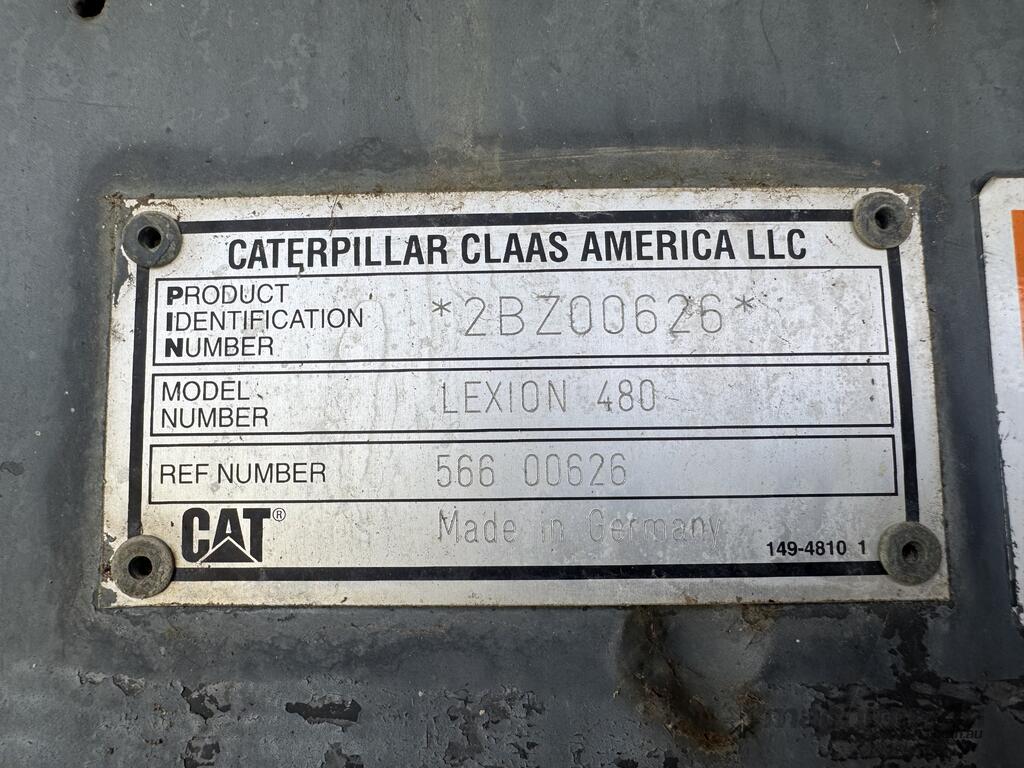 CATERPILLAR CLAAS AMERICA LLC
PRODUCT
IDENTIFICATION
NUMBER
*2BZ00626*
MODEL
NUMBER
LEXION 480
REF NUMBER
566 00626
CAT®
Made in Germany
149-4810 1